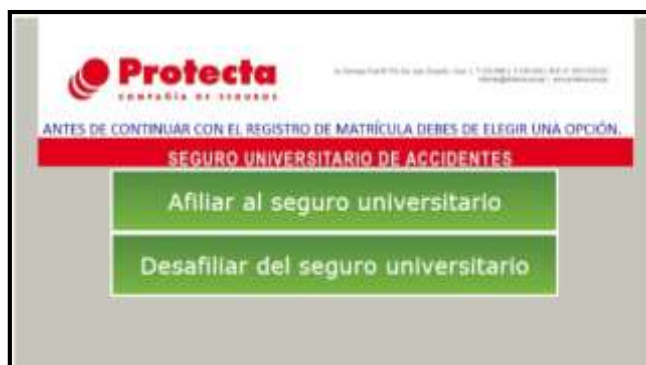 Protecta
COMPAÑÍA DE SEGUROS
ANTES DE CONTINUAR CON EL REGISTRO DE MATRÍCULA DEBES DE ELEGIR UNA OPCIÓN.
SEGURO UNIVERSITARIO DE ACCIDENTES
Afiliar al seguro universitario
Desafiliar del seguro universitario